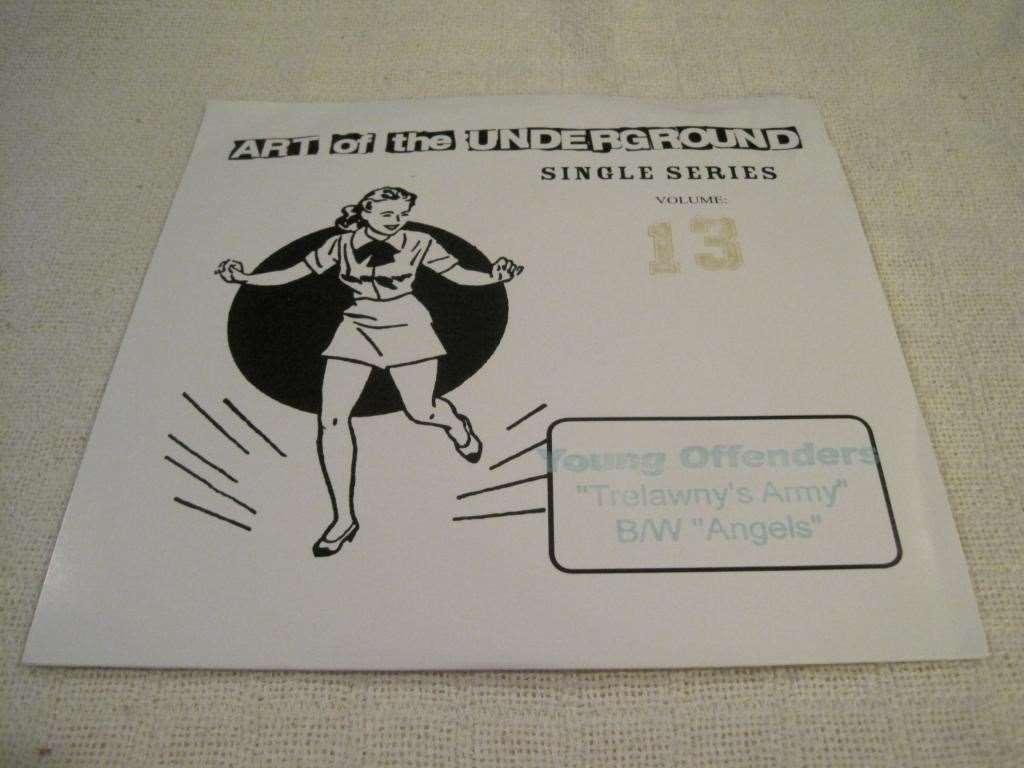 ART of the UNDERGROUND
SINGLE SERIES
VOLUME:
13
Young Offenders
"Trelawny's Army"
B/W "Angels"